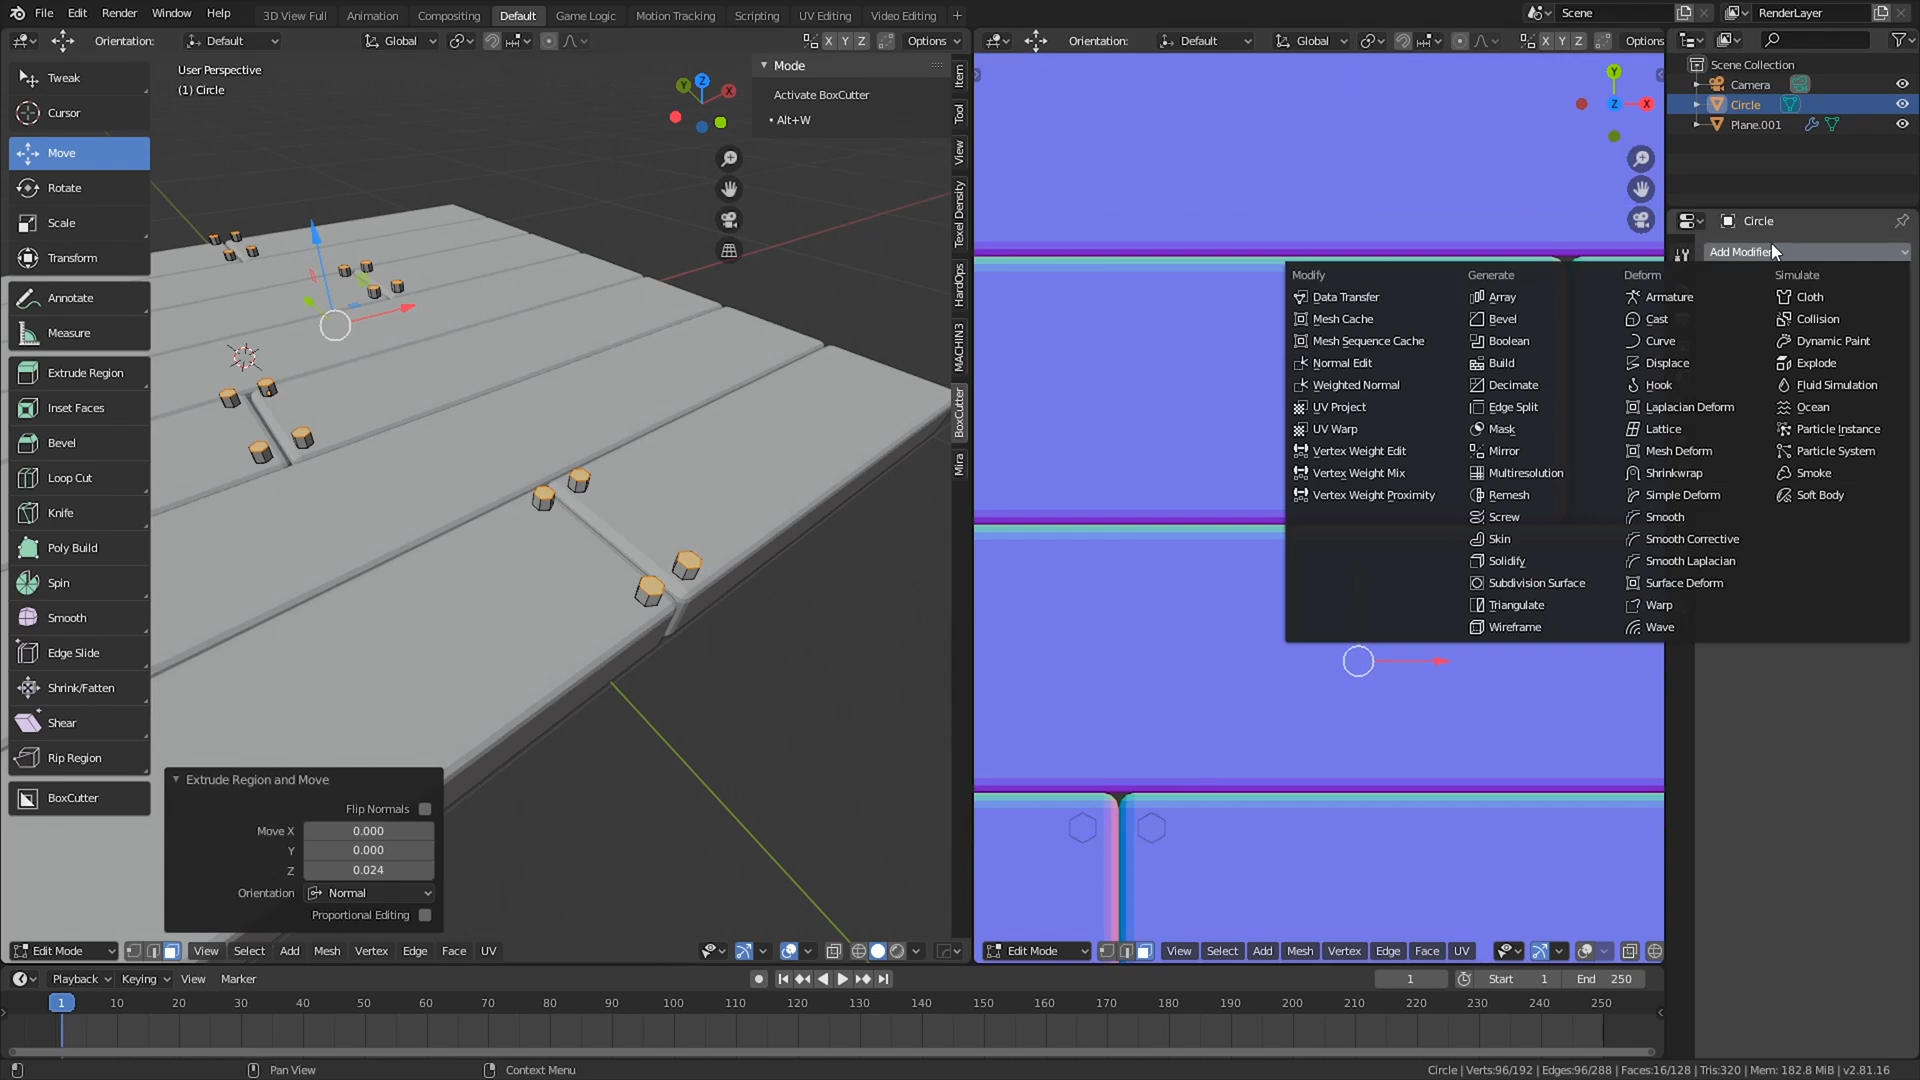 File Edit Render Window Help 3D View Full Animation Compositing Default Game Logic Motion Tracking Scripting UV Editing Video Editing + Scene RenderLayer
Orientation: Default Global X Y Z Options
Orientation: Default Global X Y Z Options
User Perspective
(1) Circle
Mode
Activate BoxCutter
• Alt+W
Z
Y
X
Item
Tool
View
Texel Density
HardOps
MACHIN3
BoxCutter
Mira
Tweak
Cursor
Move
Rotate
Scale
Transform
Annotate
Measure
Extrude Region
Inset Faces
Bevel
Loop Cut
Knife
Poly Build
Spin
Smooth
Edge Slide
Shrink/Fatten
Shear
Rip Region
BoxCutter
Extrude Region and Move
Flip Normals
Move X 0.000
Y 0.000
Z 0.024
Orientation Normal
Proportional Editing
Y
Z
X
Scene Collection
Camera
Circle
Plane.001
Circle
Add Modifier
Modify
Data Transfer
Mesh Cache
Mesh Sequence Cache
Normal Edit
Weighted Normal
UV Project
UV Warp
Vertex Weight Edit
Vertex Weight Mix
Vertex Weight Proximity
Generate
Array
Bevel
Boolean
Build
Decimate
Edge Split
Mask
Mirror
Multiresolution
Remesh
Screw
Skin
Solidify
Subdivision Surface
Triangulate
Wireframe
Deform
Armature
Cast
Curve
Displace
Hook
Laplacian Deform
Lattice
Mesh Deform
Shrinkwrap
Simple Deform
Smooth
Smooth Corrective
Smooth Laplacian
Surface Deform
Warp
Wave
Simulate
Cloth
Collision
Dynamic Paint
Explode
Fluid Simulation
Ocean
Particle Instance
Particle System
Smoke
Soft Body
Edit Mode View Select Add Mesh Vertex Edge Face UV
Edit Mode View Select Add Mesh Vertex Edge Face UV
Playback Keying View Marker 1 Start 1 End 250
1 10 20 30 40 50 60 70 80 90 100 110 120 130 140 150 160 170 180 190 200 210 220 230 240 250
Pan View Context Menu Circle | Verts:96/192 | Edges:96/288 | Faces:16/128 | Tris:320 | Mem: 182.8 MiB | v2.81.16